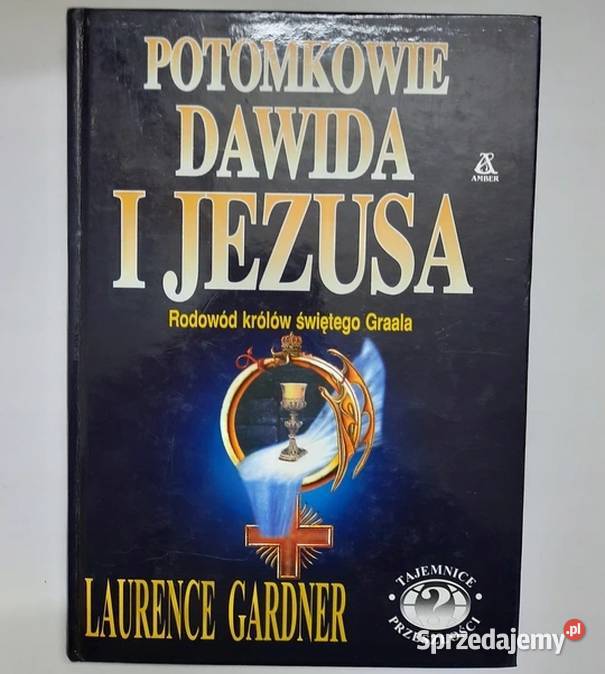 POTOMKOWIE
DAWIDA
I JEZUSA
AMBER
Rodowód królów świętego Graala
LAURENCE GARDNER
TAJEMNICE
?
PRZESZŁOŚCI
Sprzedajemy.pl